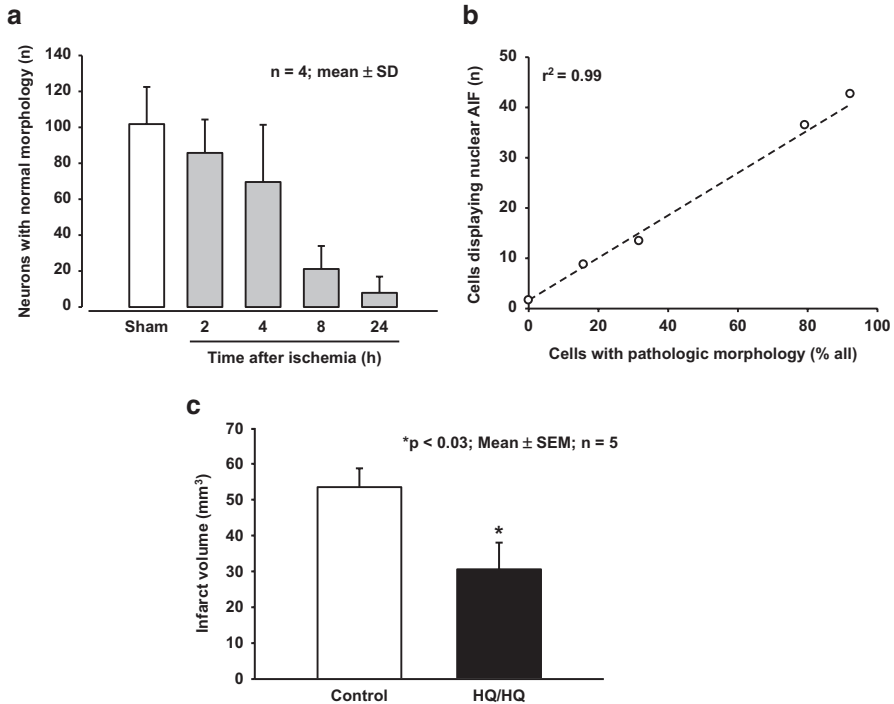 a
Neurons with normal morphology (n)
140
120
100
80
60
40
20
0
n = 4; mean ± SD
Sham 2 4 8 24
Time after ischemia (h)
b
Cells displaying nuclear AIF (n)
50
40
30
20
10
0
r² = 0.99
0 20 40 60 80 100
Cells with pathologic morphology (% all)
c
Infarct volume (mm³)
70
60
50
40
30
20
10
0
*p < 0.03; Mean ± SEM; n = 5
*
Control HQ/HQ